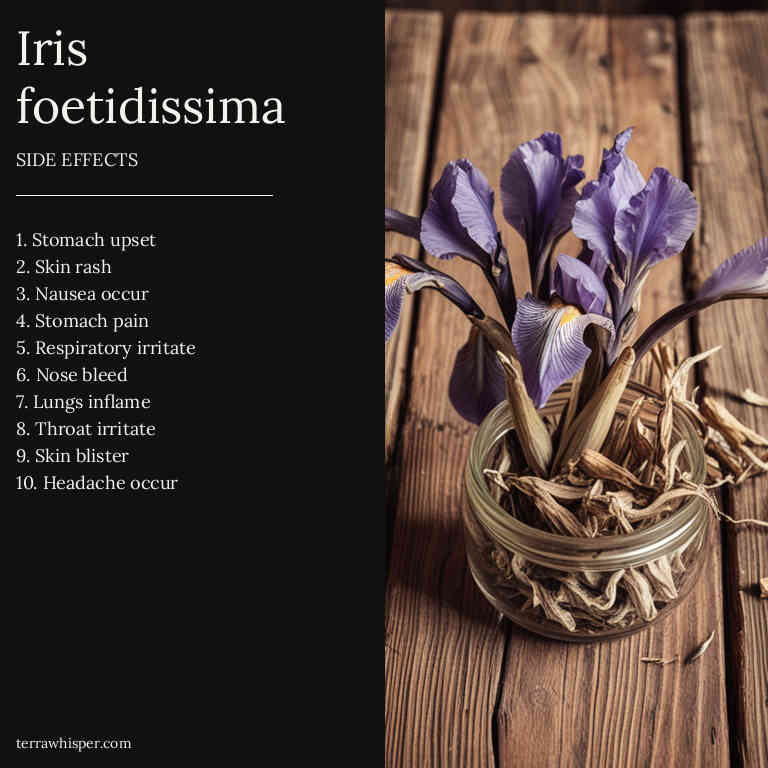 Iris
foetidissima
SIDE EFFECTS
1. Stomach upset
2. Skin rash
3. Nausea occur
4. Stomach pain
5. Respiratory irritate
6. Nose bleed
7. Lungs inflame
8. Throat irritate
9. Skin blister
10. Headache occur
terrawhisper.com